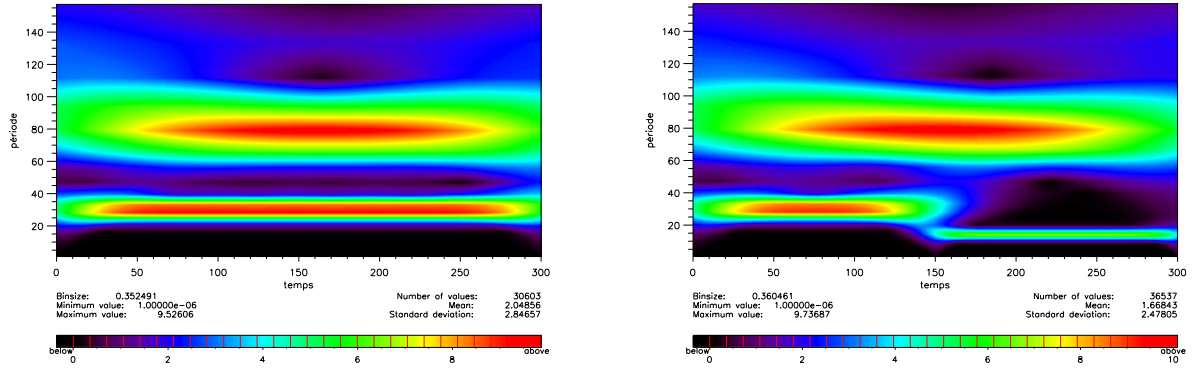 140
120
100
80
60
40
20
période
0 50 100 150 200 250 300
temps
Binsize: 0.352491
Minimum value: 1.00000e-06
Maximum value: 9.52606
Number of values: 30603
Mean: 2.04856
Standard deviation: 2.84657
below above
0 2 4 6 8
140
120
100
80
60
40
20
période
0 50 100 150 200 250 300
temps
Binsize: 0.360461
Minimum value: 1.00000e-06
Maximum value: 9.73687
Number of values: 36537
Mean: 1.66843
Standard deviation: 2.47805
below above
0 2 4 6 8 10